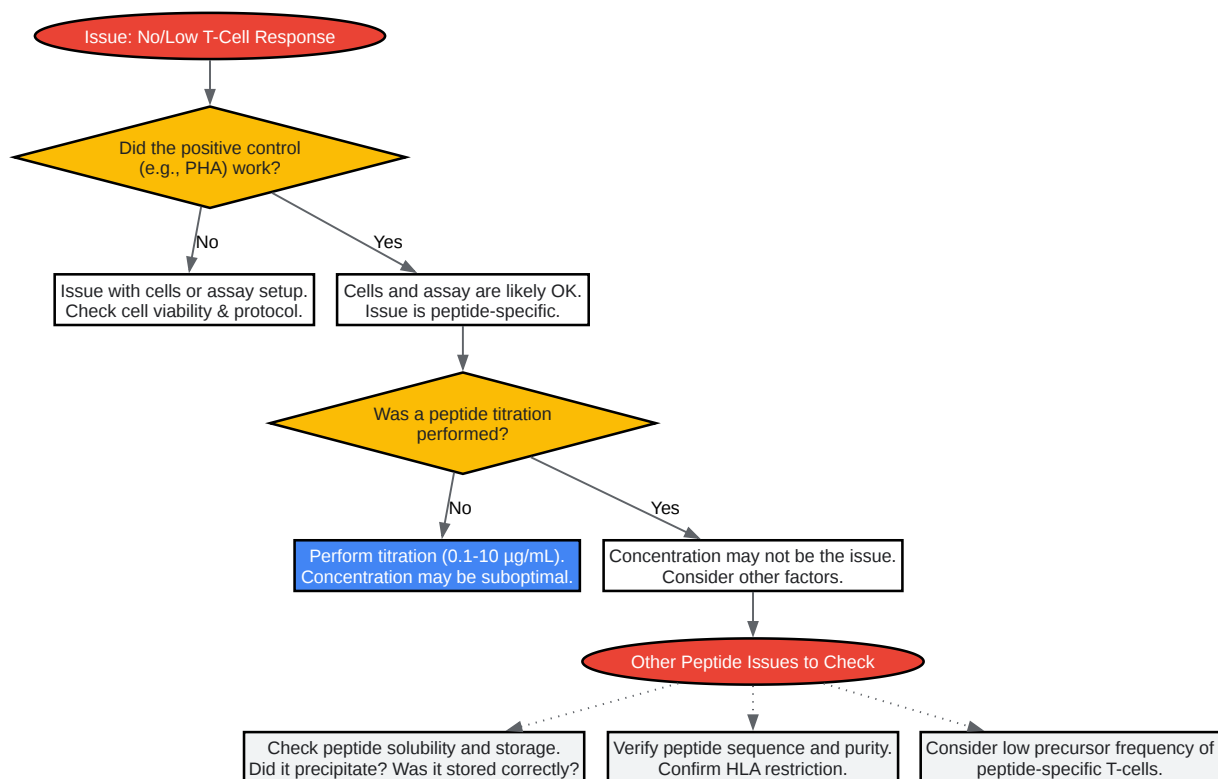 Issue: No/Low T-Cell Response
Did the positive control
(e.g., PHA) work?
No
Yes
Issue with cells or assay setup.
Check cell viability & protocol.
Cells and assay are likely OK.
Issue is peptide-specific.
Was a peptide titration
performed?
No
Yes
Perform titration (0.1-10 µg/mL).
Concentration may be suboptimal.
Concentration may not be the issue.
Consider other factors.
Other Peptide Issues to Check
Check peptide solubility and storage.
Did it precipitate? Was it stored correctly?
Verify peptide sequence and purity.
Confirm HLA restriction.
Consider low precursor frequency of
peptide-specific T-cells.